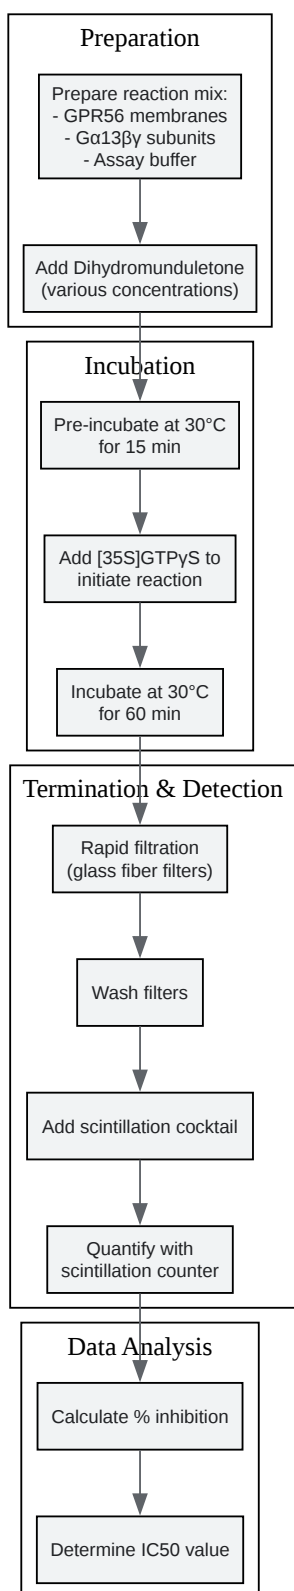 Preparation
Prepare reaction mix:
- GPR56 membranes
- Gα13βγ subunits
- Assay buffer
Add Dihydromunduletone
(various concentrations)
Incubation
Pre-incubate at 30°C
for 15 min
Add [35S]GTPγS to
initiate reaction
Incubate at 30°C
for 60 min
Termination & Detection
Rapid filtration
(glass fiber filters)
Wash filters
Add scintillation cocktail
Quantify with
scintillation counter
Data Analysis
Calculate % inhibition
Determine IC50 value